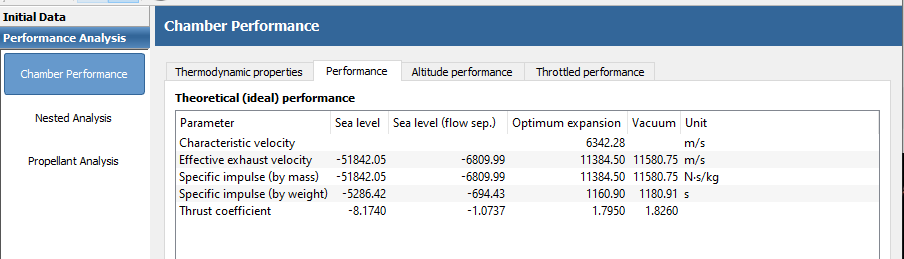 Initial Data
Performance Analysis
Chamber Performance
Nested Analysis
Propellant Analysis
Chamber Performance
Thermodynamic properties Performance Altitude performance Throttled performance
Theoretical (ideal) performance
Parameter Sea level Sea level (flow sep.) Optimum expansion Vacuum Unit
Characteristic velocity 6342.28 m/s
Effective exhaust velocity -51842.05 -6809.99 11384.50 11580.75 m/s
Specific impulse (by mass) -51842.05 -6809.99 11384.50 11580.75 N·s/kg
Specific impulse (by weight) -5286.42 -694.43 1160.90 1180.91 s
Thrust coefficient -8.1740 -1.0737 1.7950 1.8260